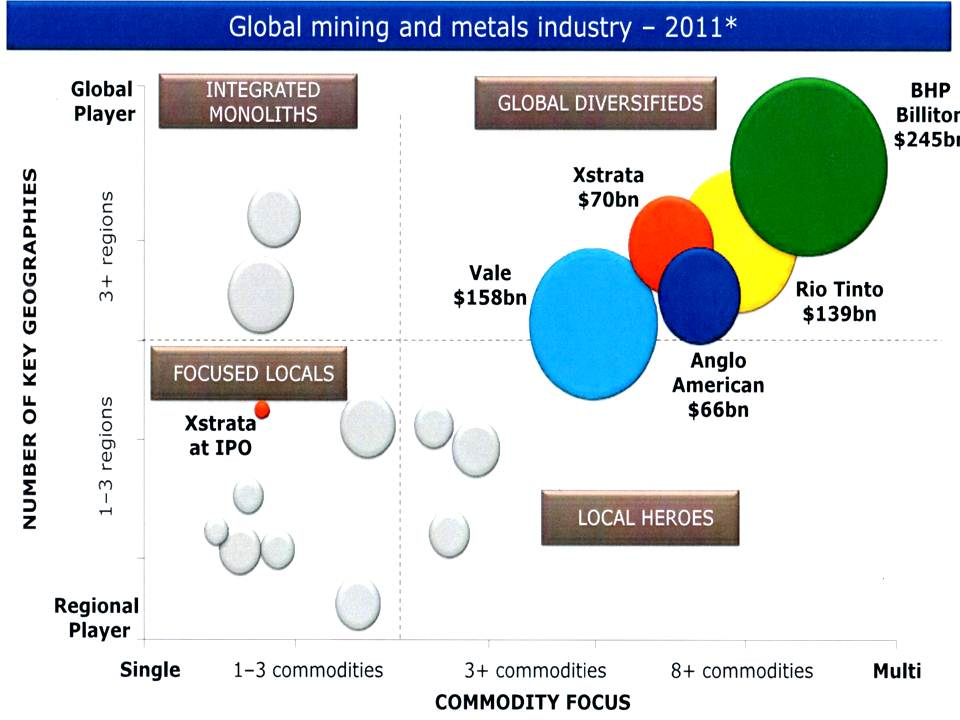 Global mining and metals industry – 2011*
Global
Player
INTEGRATED
MONOLITHS
GLOBAL DIVERSIFIEDS
BHP
Billiton
$245bn
Xstrata
$70bn
Vale
$158bn
Rio Tinto
$139bn
Anglo
American
$66bn
NUMBER OF KEY GEOGRAPHIES
3+ regions
1–3 regions
FOCUSED LOCALS
Xstrata
at IPO
LOCAL HEROES
Regional
Player
Single
1–3 commodities
3+ commodities
8+ commodities
Multi
COMMODITY FOCUS